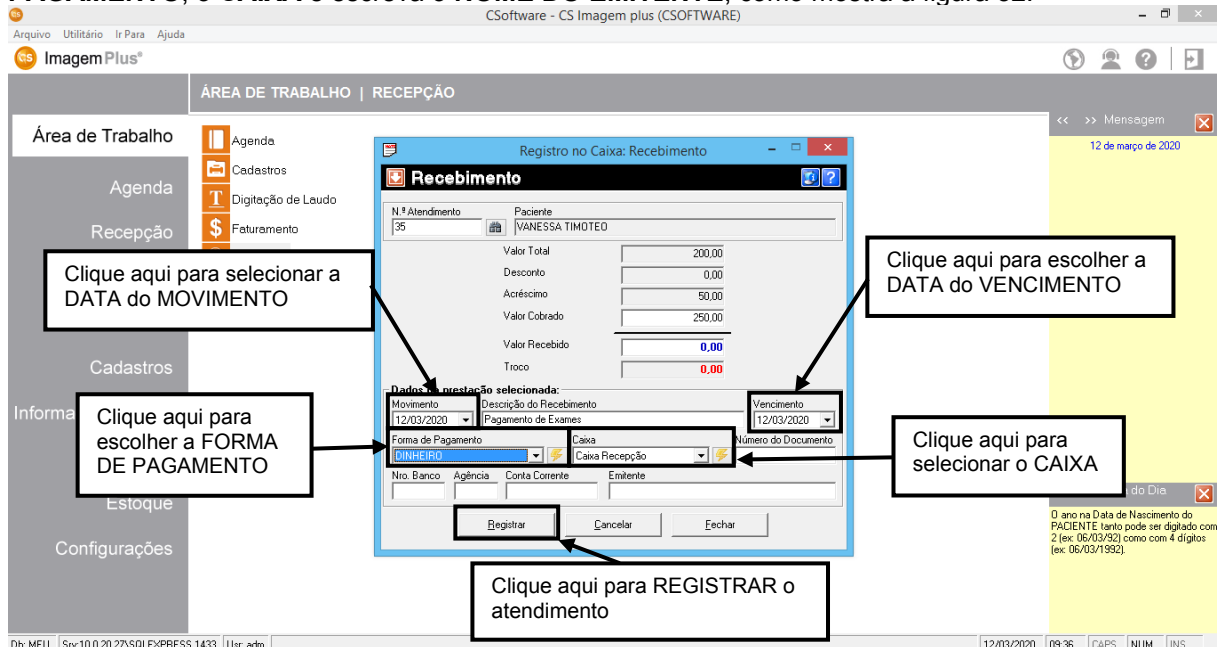 CSoftware - CS Imagem plus (CSOFTWARE)
Arquivo Utilitário Ir Para Ajuda
cs ImagemPlus®
ÁREA DE TRABALHO | RECEPÇÃO
<< >> Mensagem
12 de março de 2020
Área de Trabalho
Agenda
Recepção
Cadastros
Estoque
Configurações
Agenda
Cadastros
Digitação de Laudo
Faturamento
Registro no Caixa: Recebimento
Recebimento
N.º Atendimento Paciente
35 VANESSA TIMOTEO
Valor Total 200,00
Desconto 0,00
Acréscimo 50,00
Valor Cobrado 250,00
Valor Recebido 0,00
Troco 0,00
Dados da prestação selecionada:
Movimento Descrição do Recebimento Vencimento
12/03/2020 Pagamento de Exames 12/03/2020
Forma de Pagamento Caixa Número do Documento
DINHEIRO Caixa Recepção
Nro. Banco Agência Conta Corrente Emitente
Registrar Cancelar Fechar
Clique aqui para selecionar a
DATA do MOVIMENTO
Clique aqui para escolher a
DATA do VENCIMENTO
Clique aqui para
escolher a FORMA
DE PAGAMENTO
Clique aqui para
selecionar o CAIXA
Clique aqui para REGISTRAR o
atendimento
do Dia
O ano na Data de Nascimento do
PACIENTE tanto pode ser digitado com
2 (ex: 06/03/92) como com 4 dígitos
(ex: 06/03/1992).
12/03/2020 09:36 CAPS NUM INS